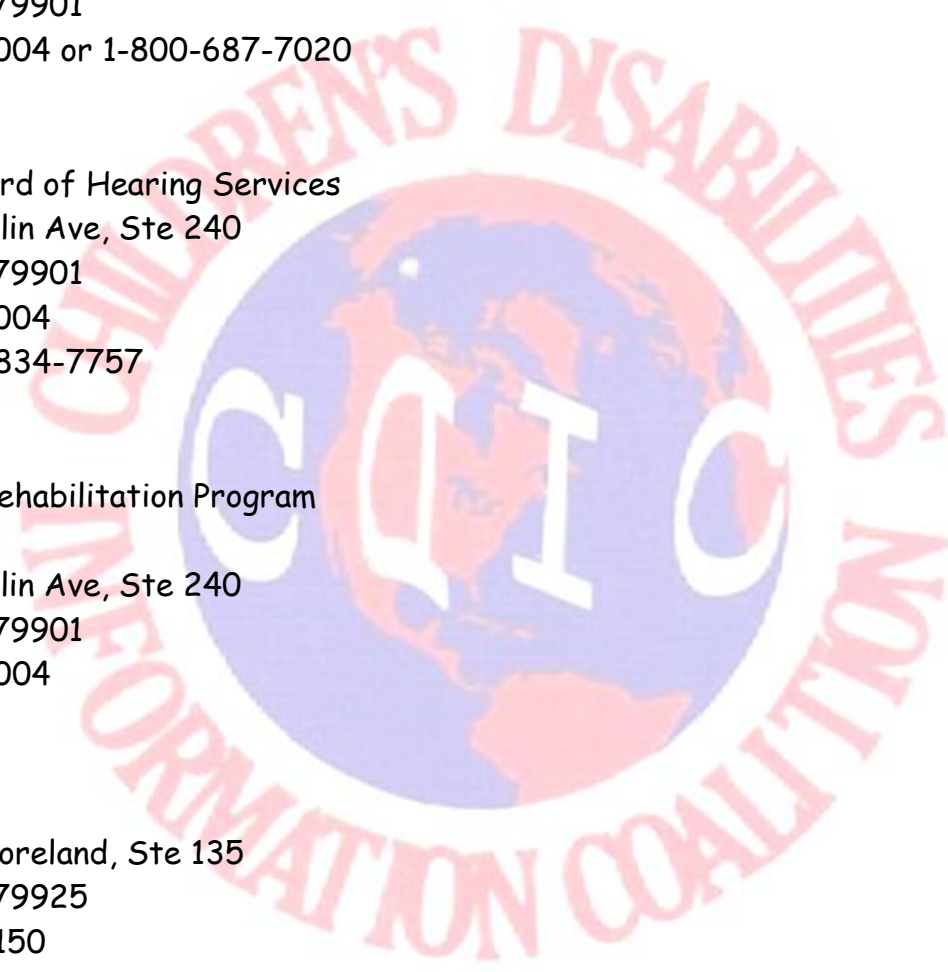 79901
004 or 1-800-687-7020
rd of Hearing Services
lin Ave, Ste 240
79901
004
834-7757
ehabilitation Program
lin Ave, Ste 240
79901
004
oreland, Ste 135
79925
150
CHILDREN'S DISABILITIES
CQIC
INFORMATION COALITION